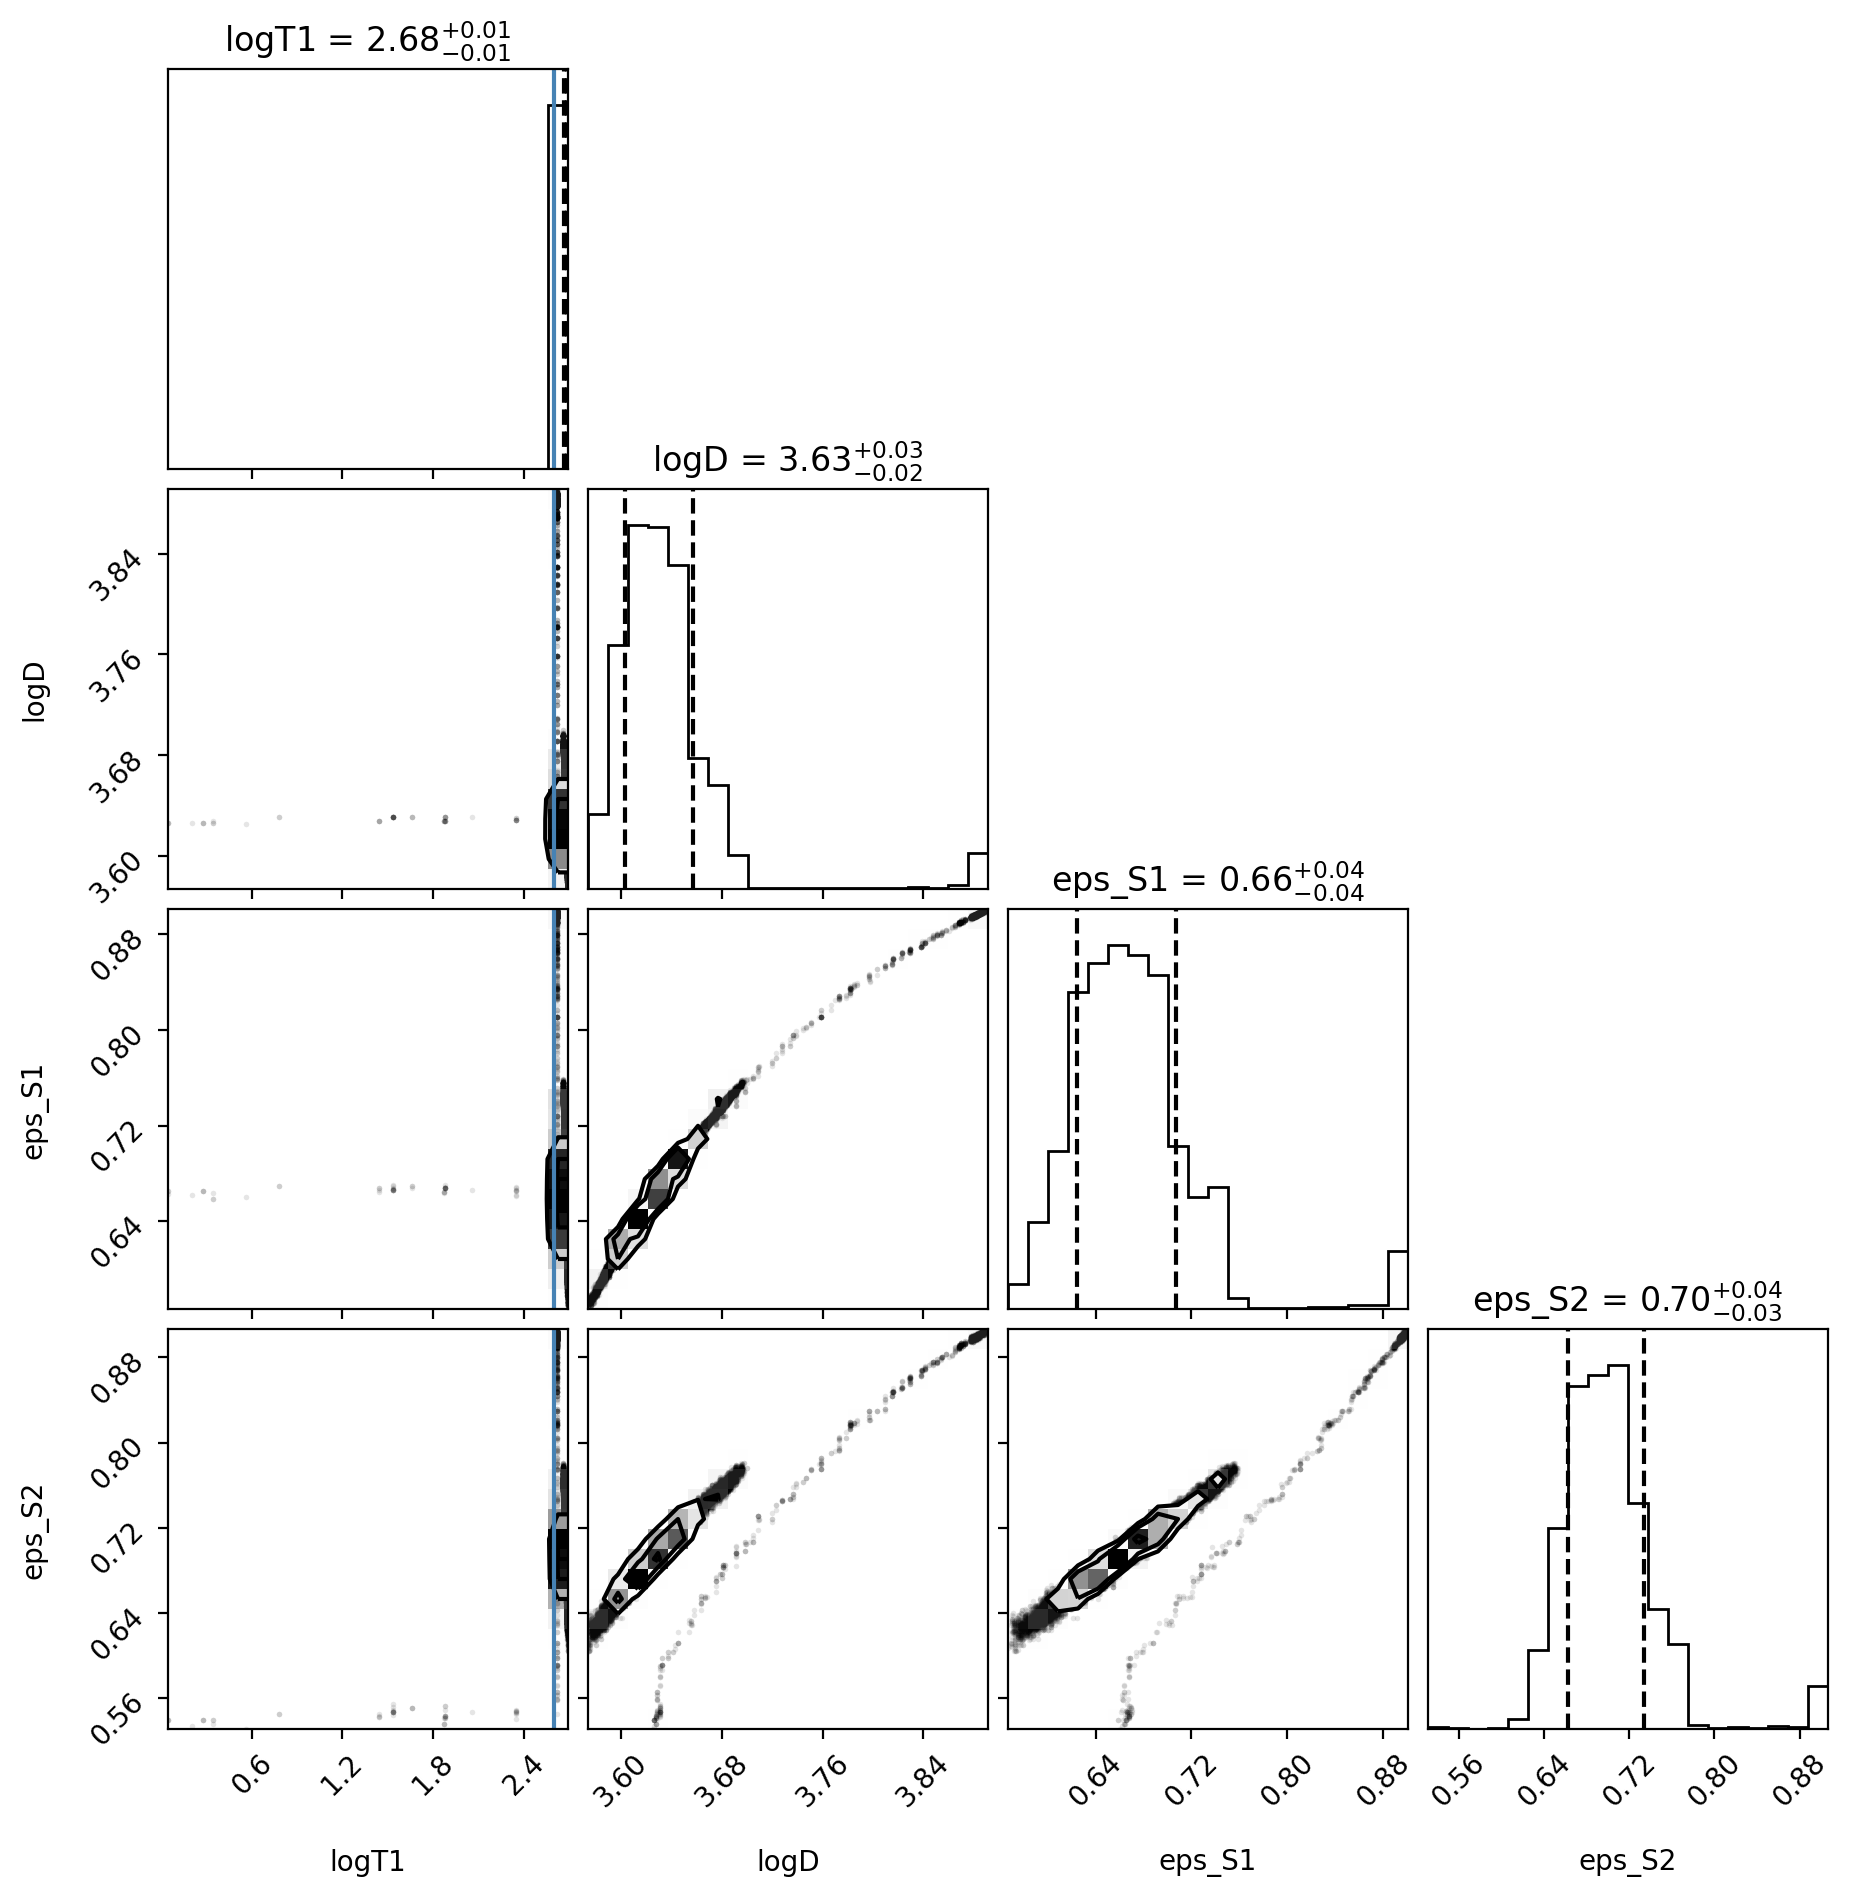 logT1 = 2.68+0.01−0.01
logD = 3.63+0.03−0.02
3.84
3.76
3.68
3.60
logD
eps_S1 = 0.66+0.04−0.04
0.88
0.80
0.72
0.64
eps_S1
eps_S2 = 0.70+0.04−0.03
0.88
0.80
0.72
0.64
0.56
eps_S2
0.6 1.2 1.8 2.4 3.60 3.68 3.76 3.84 0.64 0.72 0.80 0.88 0.56 0.64 0.72 0.80 0.88
logT1 logD eps_S1 eps_S2